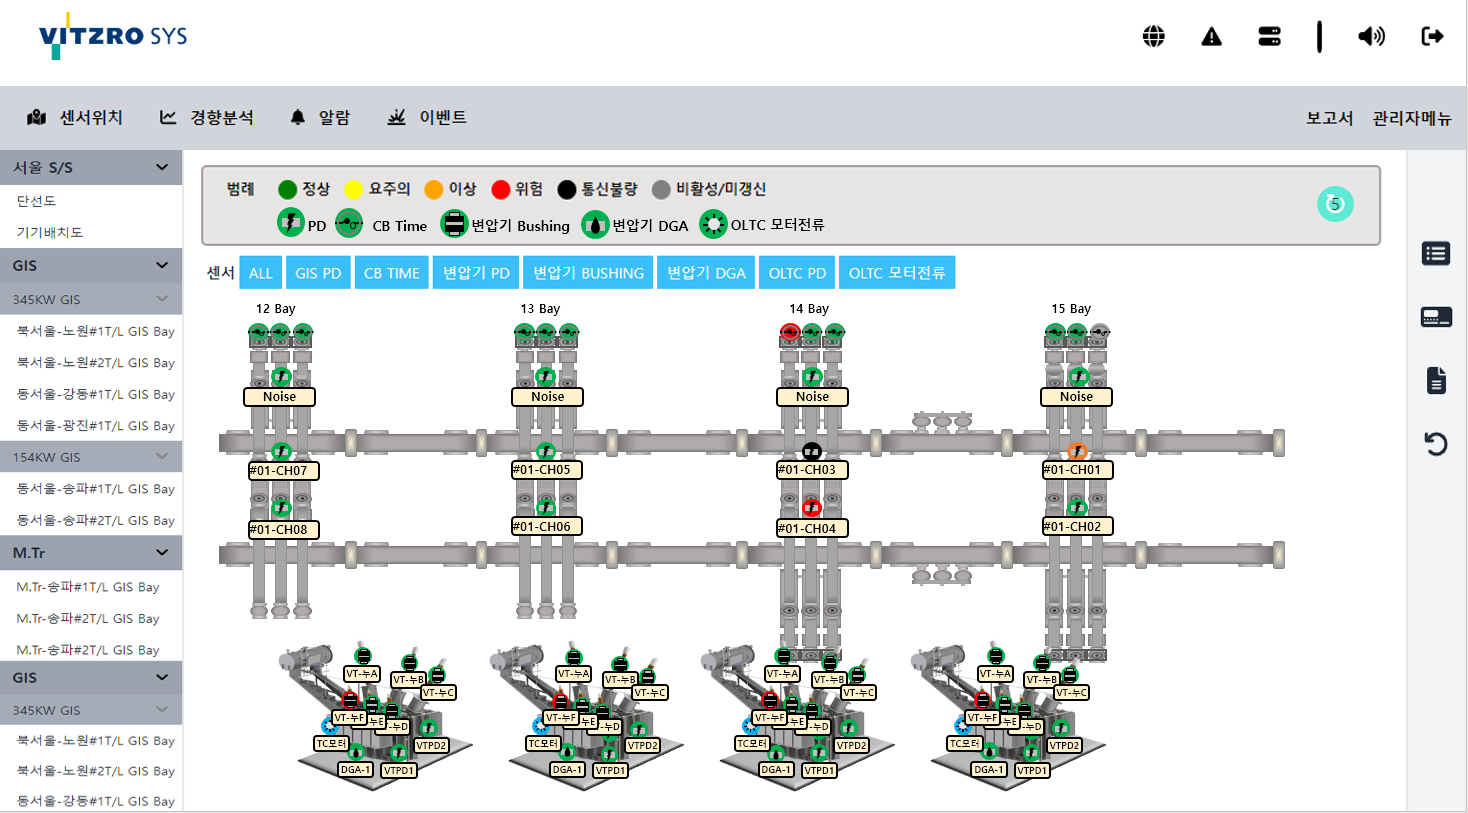 VITZRO SYS
센서위치 경향분석 알람 이벤트 보고서 관리자메뉴
서울 S/S
단선도
기기배치도
GIS
345KW GIS
북서울-노원#1T/L GIS Bay
북서울-노원#2T/L GIS Bay
동서울-강동#1T/L GIS Bay
동서울-광진#1T/L GIS Bay
154KW GIS
동서울-송파#1T/L GIS Bay
동서울-송파#2T/L GIS Bay
M.Tr
M.Tr-송파#1T/L GIS Bay
M.Tr-송파#2T/L GIS Bay
M.Tr-송파#2T/L GIS Bay
GIS
345KW GIS
북서울-노원#1T/L GIS Bay
북서울-노원#2T/L GIS Bay
동서울-강동#1T/L GIS Bay
범례 정상 요주의 이상 위험 통신불량 비활성/미갱신
PD CB Time 변압기 Bushing 변압기 DGA OLTC 모터전류
5
센서 ALL GIS PD CB TIME 변압기 PD 변압기 BUSHING 변압기 DGA OLTC PD OLTC 모터전류
12 Bay 13 Bay 14 Bay 15 Bay
Noise Noise Noise Noise
#01-CH07 #01-CH05 #01-CH03 #01-CH01
#01-CH08 #01-CH06 #01-CH04 #01-CH02
VT-누A VT-누A VT-누A VT-누A
VT-누B VT-누B VT-누B VT-누B
VT-누C VT-누C VT-누C VT-누C
VT-누F 누E -누D VT-누F 누E -누D VT-누F 누E -누D VT-누F 누E -누D
TC모터 VTPD2 TC모터 VTPD2 TC모터 VTPD2 TC모터 VTPD2
DGA-1 VTPD1 DGA-1 VTPD1 DGA-1 VTPD1 DGA-1 VTPD1